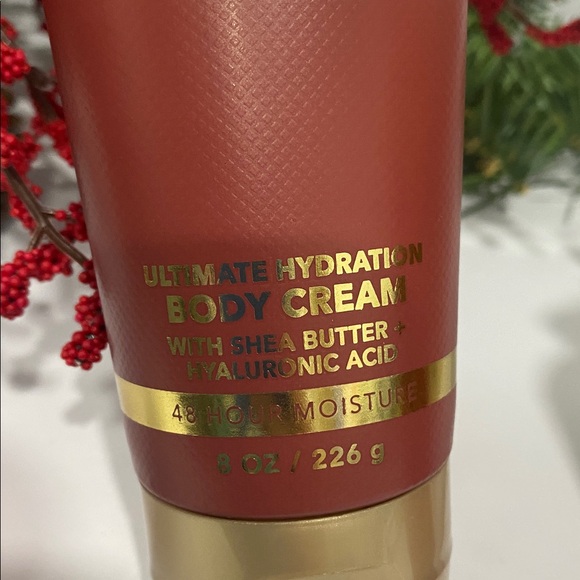 ULTIMATE HYDRATION
BODY CREAM
WITH SHEA BUTTER +
HYALURONIC ACID
48 HOUR MOISTURE
8 OZ / 226 g